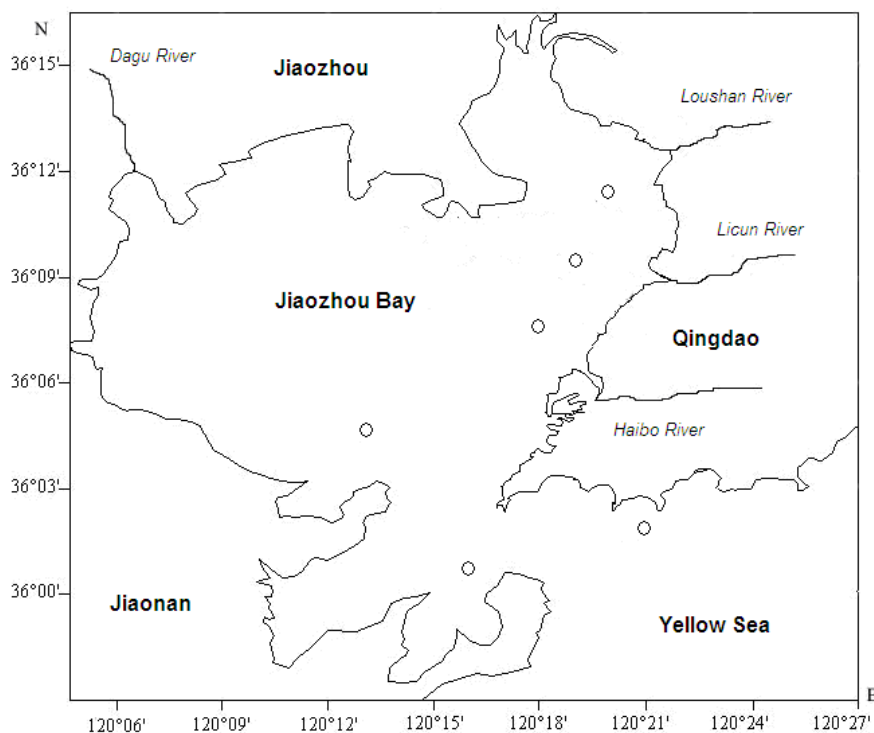 N
36°15'
Dagu River
Jiaozhou
Loushan River
36°12'
Licun River
36°09'
Jiaozhou Bay
Qingdao
36°06'
Haibo River
36°03'
36°00'
Jiaonan
Yellow Sea
E
120°06' 120°09' 120°12' 120°15' 120°18' 120°21' 120°24' 120°27'